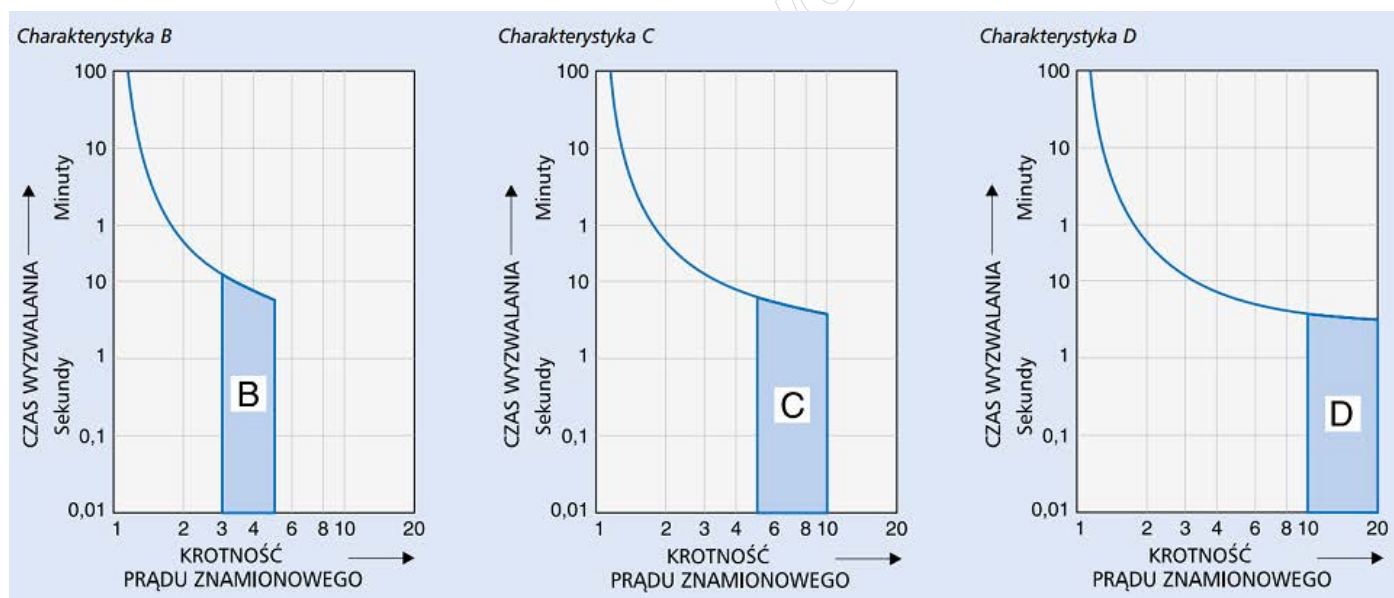 Charakterystyka B
100
10
1
10
1
0,1
0,01
Minuty
Sekundy
CZAS WYZWALANIA
B
1 2 3 4 6 8 10 20
KROTNOŚĆ
PRĄDU ZNAMIONOWEGO
Charakterystyka C
100
10
1
10
1
0,1
0,01
Minuty
Sekundy
CZAS WYZWALANIA
C
1 2 3 4 6 8 10 20
KROTNOŚĆ
PRĄDU ZNAMIONOWEGO
Charakterystyka D
100
10
1
10
1
0,1
0,01
Minuty
Sekundy
CZAS WYZWALANIA
D
1 2 3 4 6 8 10 20
KROTNOŚĆ
PRĄDU ZNAMIONOWEGO